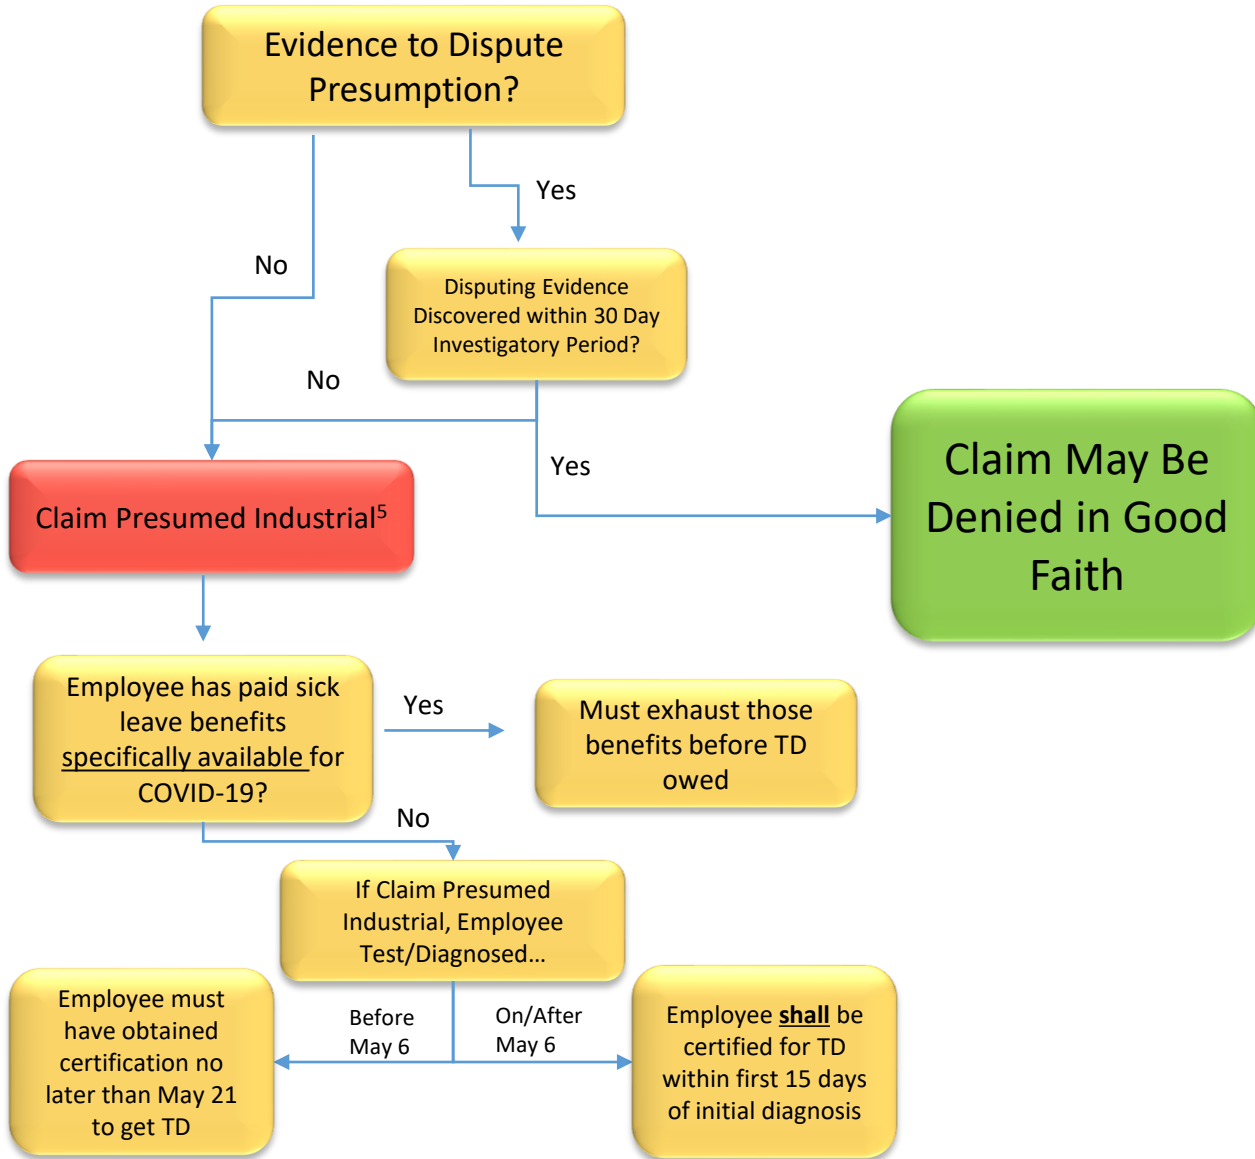 Evidence to Dispute
Presumption?
Yes
No
Disputing Evidence
Discovered within 30 Day
Investigatory Period?
No
Yes
Claim May Be
Denied in Good
Faith
Claim Presumed Industrial⁵
Employee has paid sick
leave benefits
specifically available for
COVID-19?
Yes
Must exhaust those
benefits before TD
owed
No
If Claim Presumed
Industrial, Employee
Test/Diagnosed…
Before
May 6
On/After
May 6
Employee must
have obtained
certification no
later than May 21
to get TD
Employee shall be
certified for TD
within first 15 days
of initial diagnosis